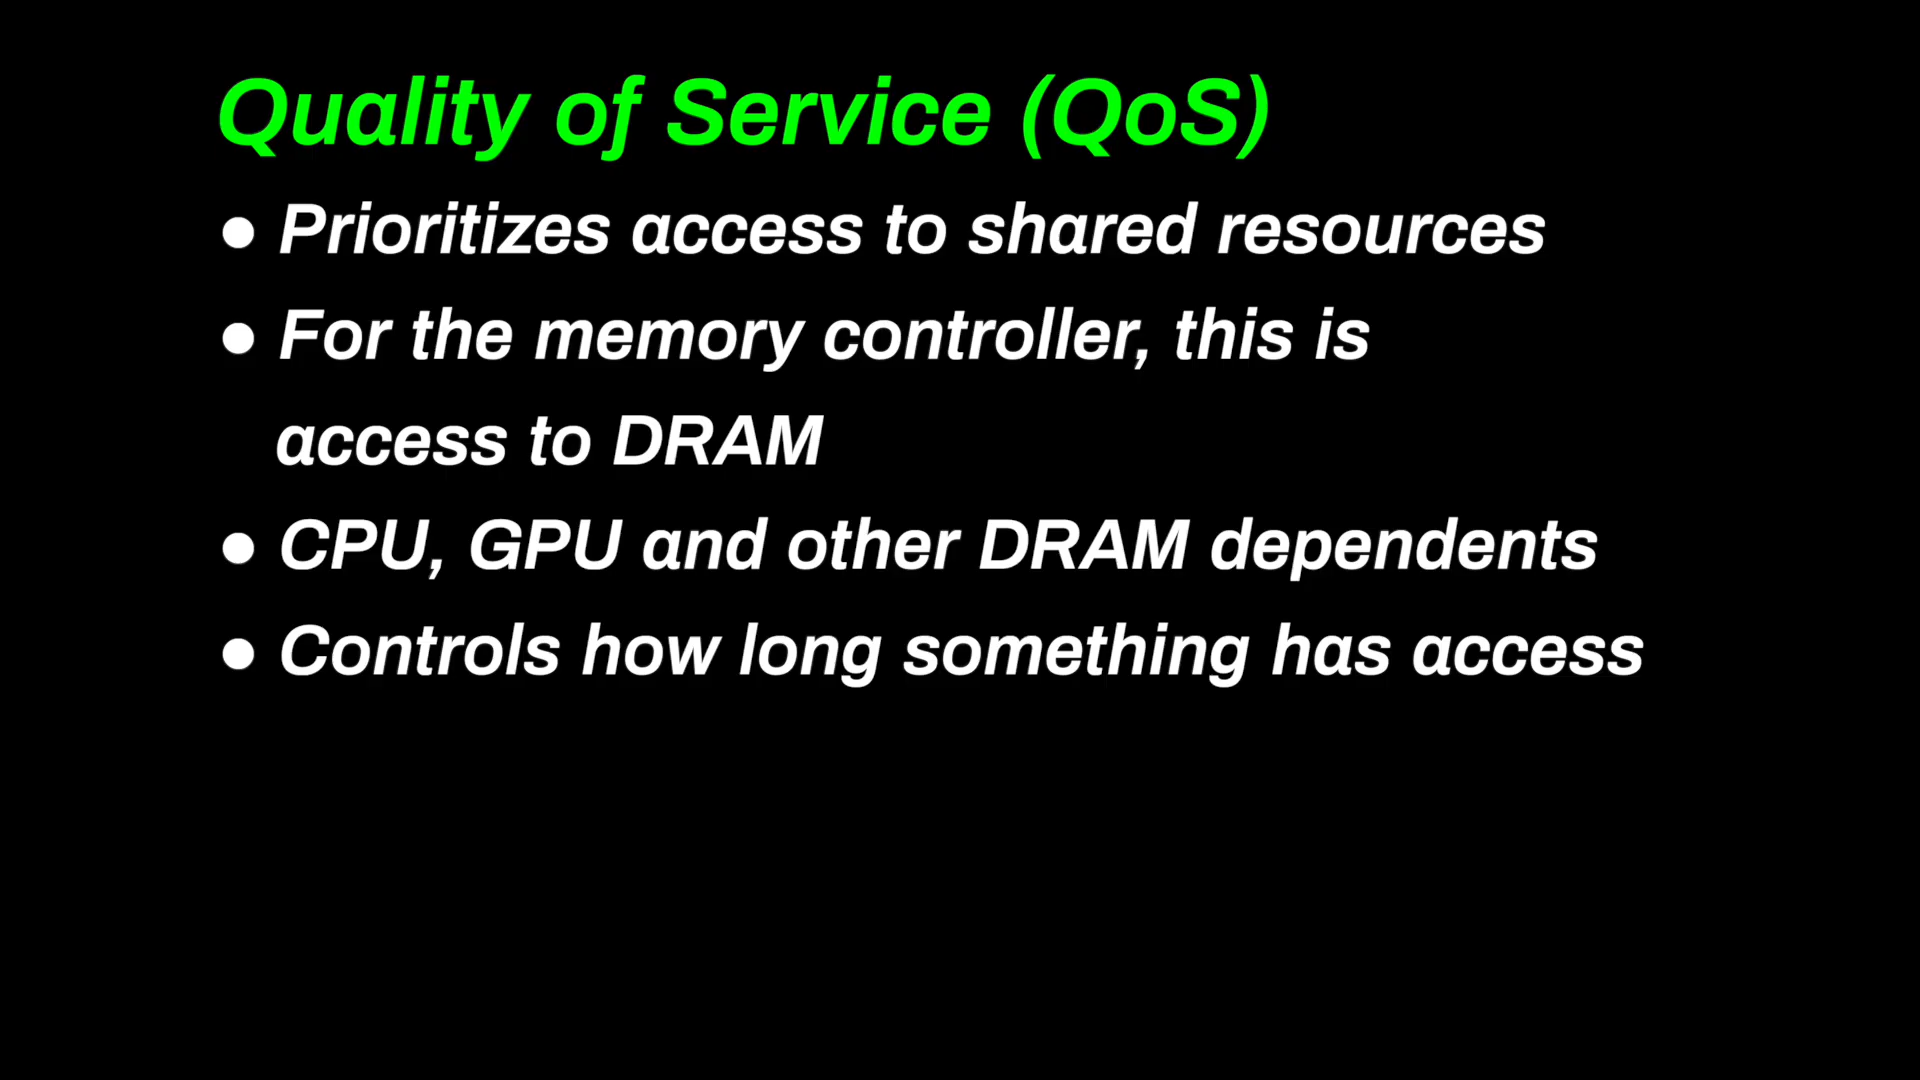 Quality of Service (QoS)
● Prioritizes access to shared resources
● For the memory controller, this is
access to DRAM
● CPU, GPU and other DRAM dependents
● Controls how long something has access